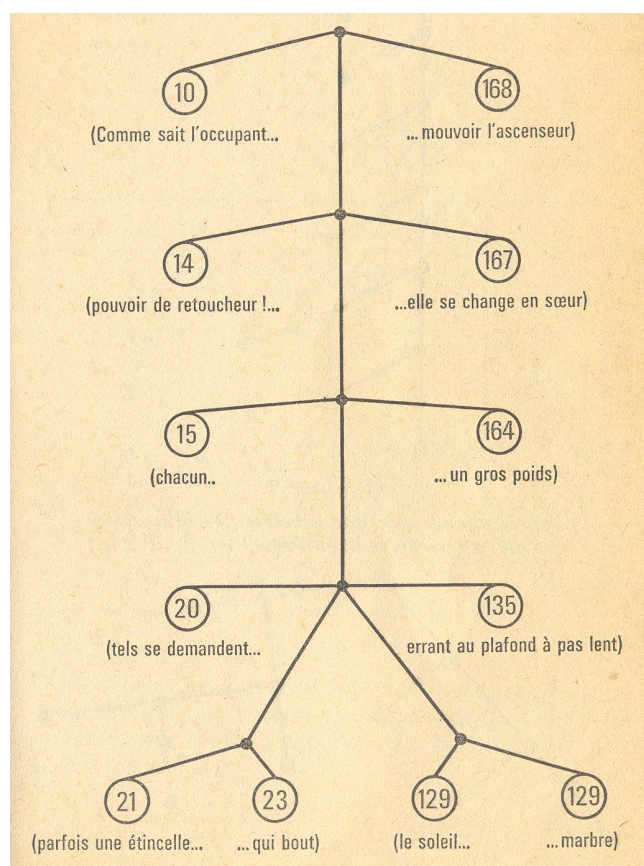 10 168
(Comme sait l'occupant... ...mouvoir l'ascenseur)
14 167
(pouvoir de retoucheur !... ...elle se change en sœur)
15 164
(chacun.. ...un gros poids)
20 135
(tels se demandent... errant au plafond à pas lent)
21 23 129 129
(parfois une étincelle... ...qui bout) (le soleil... ...marbre)